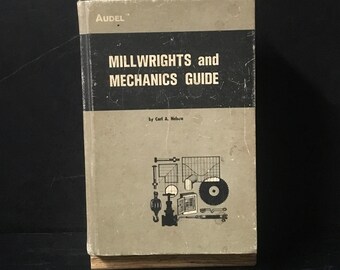 AUDEL
MILLWRIGHTS and
MECHANICS GUIDE
by Carl A. Nelson